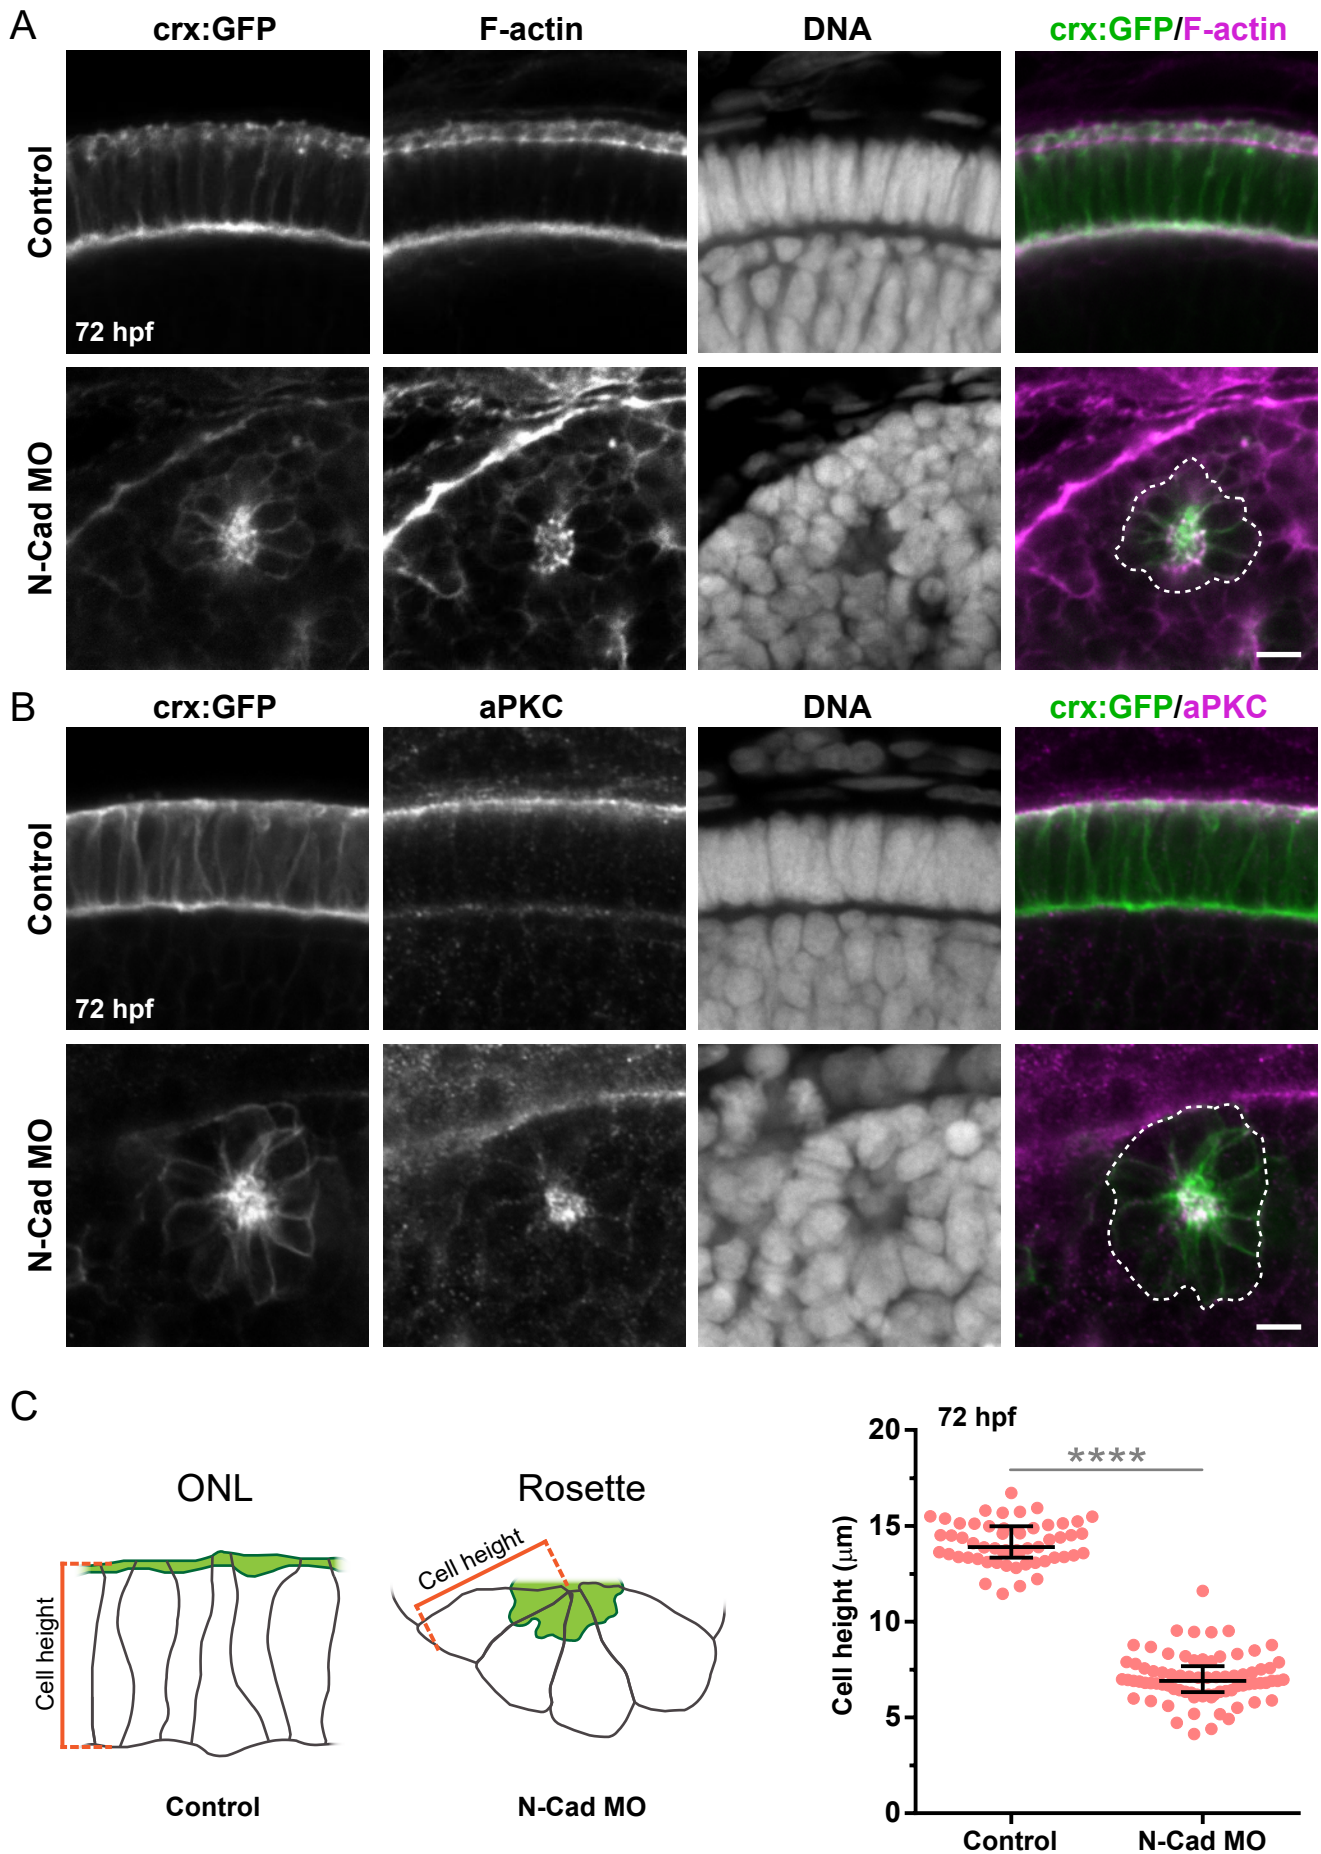 A
crx:GFP
F-actin
DNA
crx:GFP/F-actin
Control
72 hpf
N-Cad MO
B
crx:GFP
aPKC
DNA
crx:GFP/aPKC
Control
72 hpf
N-Cad MO
C
ONL
Cell height
Control
Rosette
Cell height
N-Cad MO
72 hpf
****
Cell height (μm)
20
15
10
5
0
Control
N-Cad MO